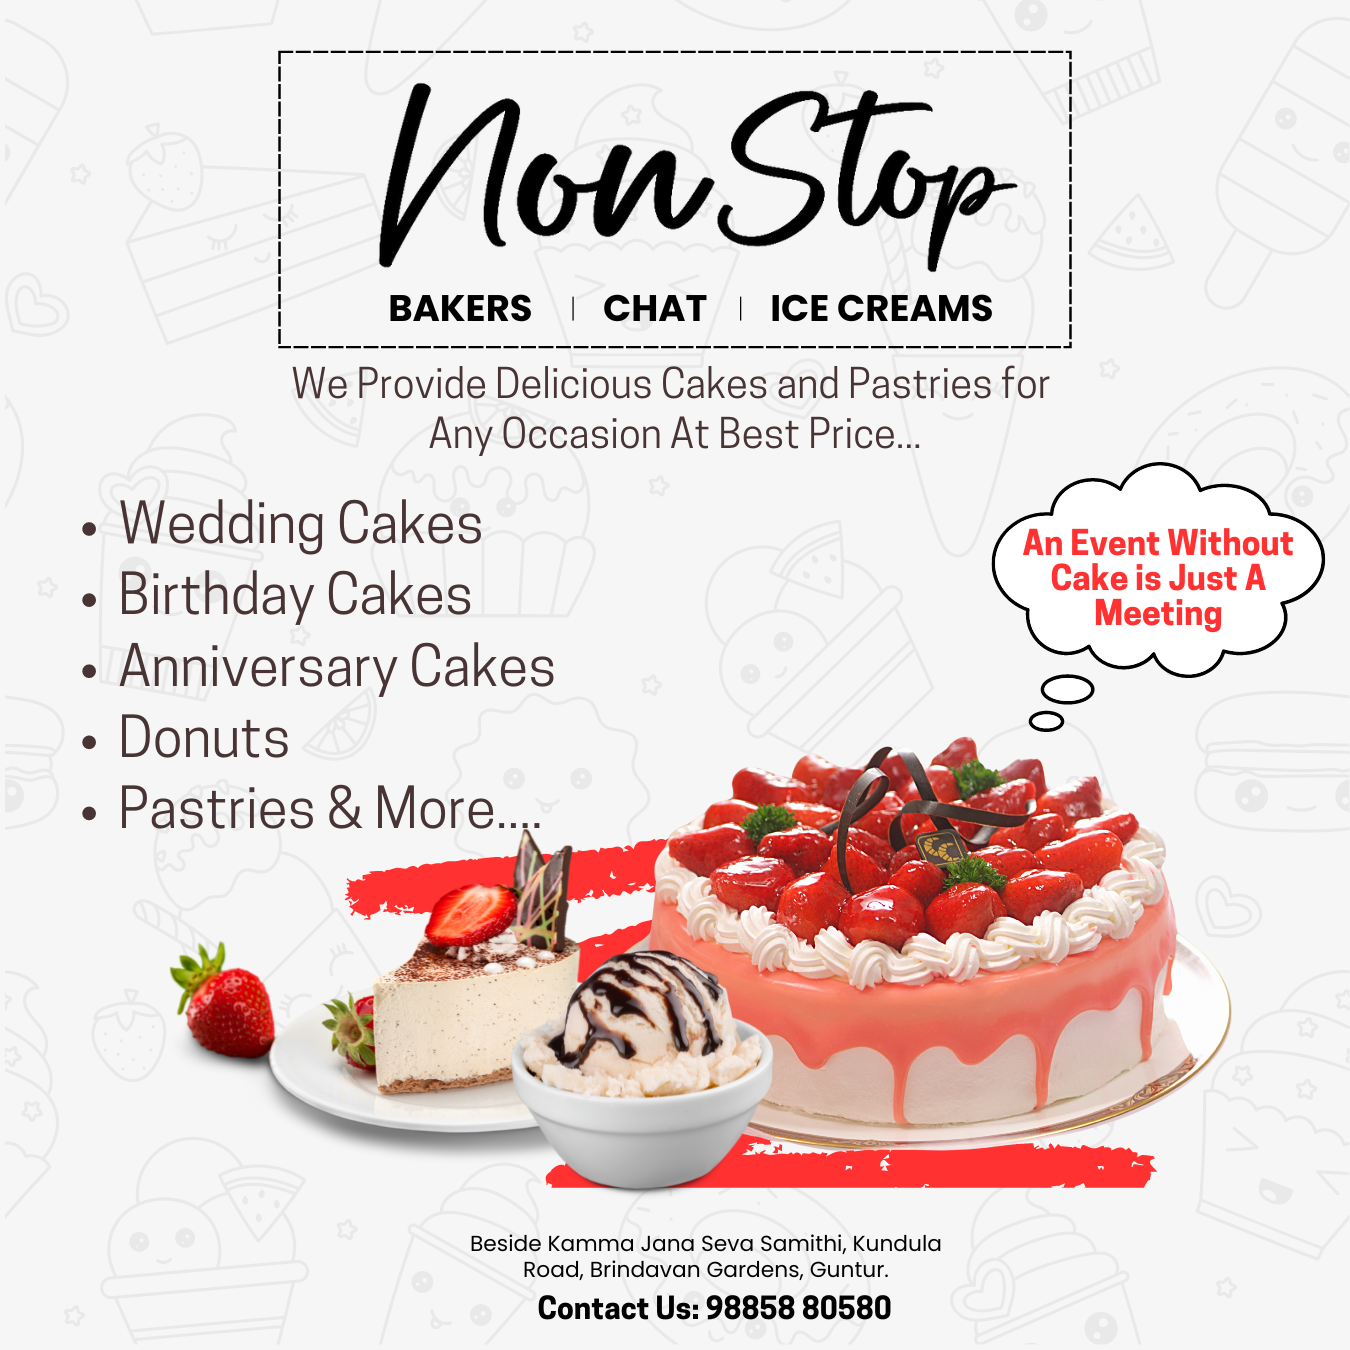 Non Stop
BAKERS | CHAT | ICE CREAMS
We Provide Delicious Cakes and Pastries for
Any Occasion At Best Price...
• Wedding Cakes
• Birthday Cakes
• Anniversary Cakes
• Donuts
• Pastries & More....
An Event Without
Cake is Just A
Meeting
Beside Kamma Jana Seva Samithi, Kundula
Road, Brindavan Gardens, Guntur.
Contact Us: 98858 80580